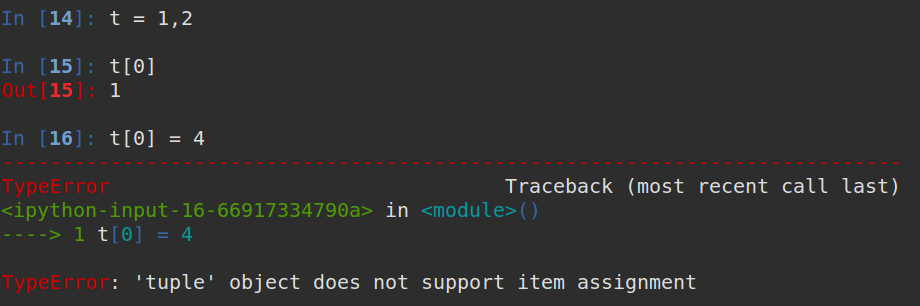 In [14]: t = 1,2
In [15]: t[0]
Out[15]: 1
In [16]: t[0] = 4
---------------------------------------------------------------------------
TypeError                                 Traceback (most recent call last)
<ipython-input-16-66917334790a> in <module>()
----> 1 t[0] = 4
TypeError: 'tuple' object does not support item assignment